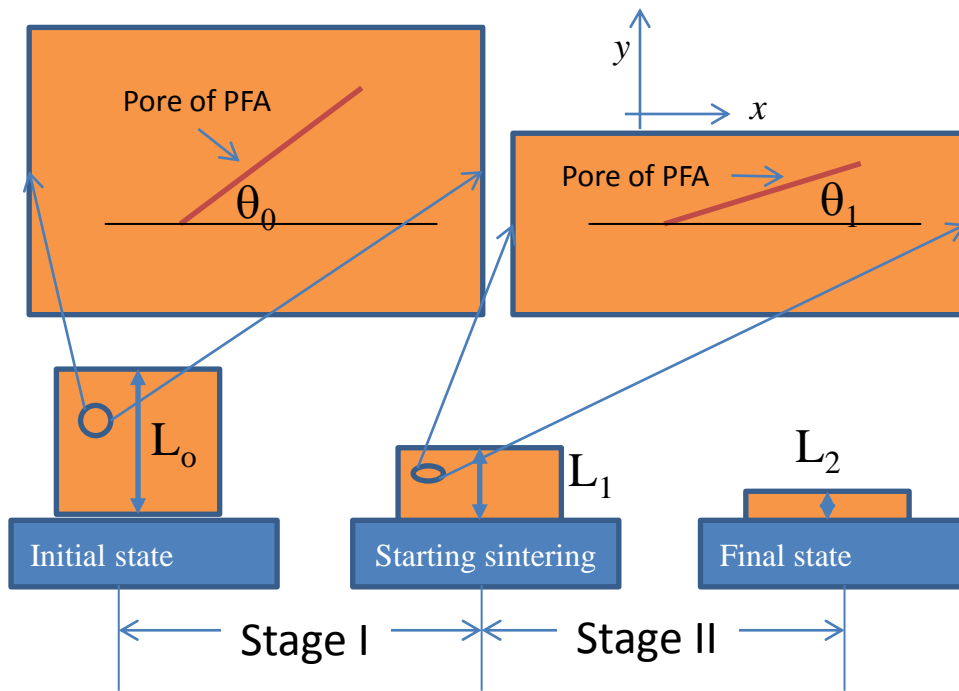 y
x
Pore of PFA
θ0
Pore of PFA
θ1
Lo
L1
L2
Initial state
Starting sintering
Final state
Stage I
Stage II